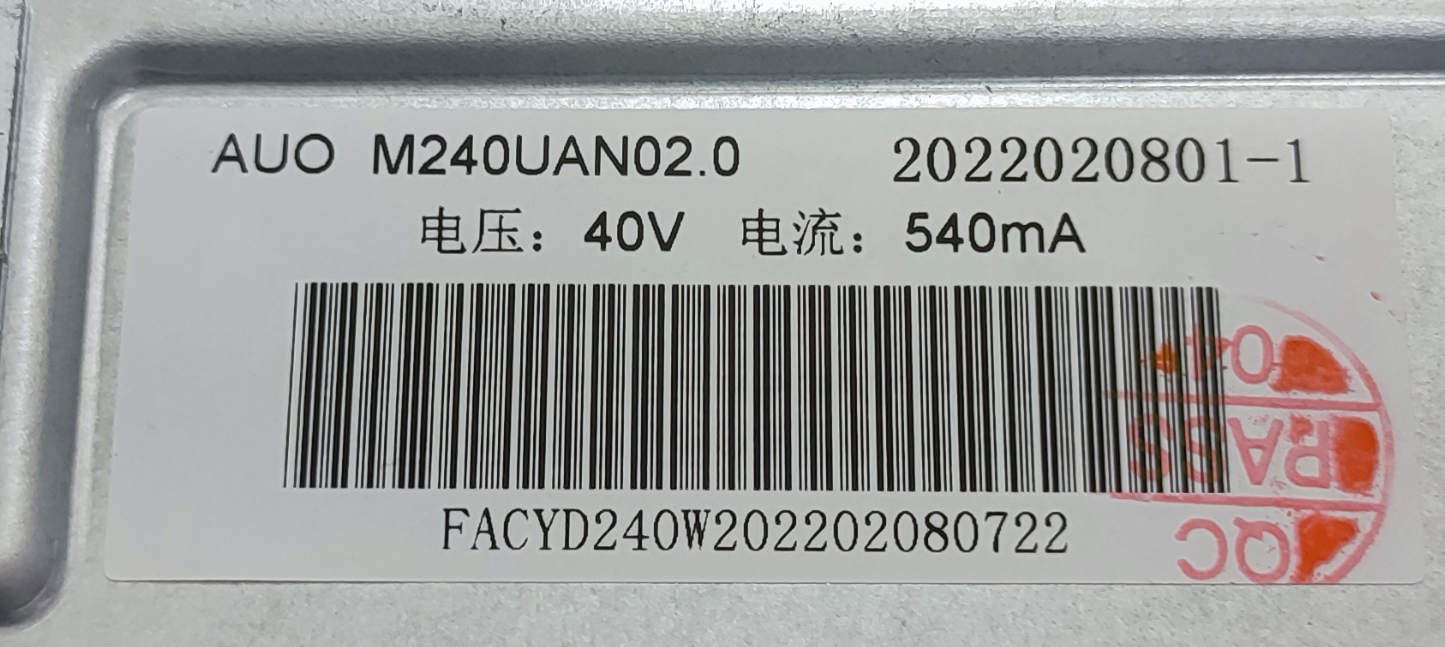 AUO M240UAN02.0 2022020801-1
电压：40V 电流：540mA
04
PASS
QC
FACYD240W202202080722